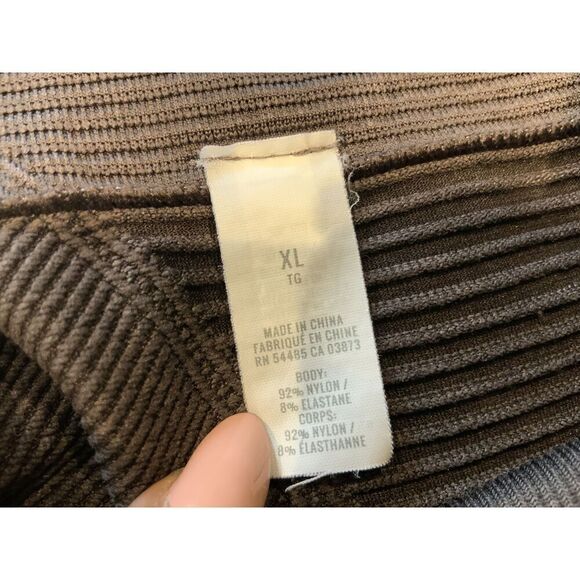 XL
TG
MADE IN CHINA
FABRIQUÉ EN CHINE
RN 54485 CA 03873
BODY:
92% NYLON /
8% ELASTANE
CORPS:
92% NYLON /
8% ÉLASTHANNE